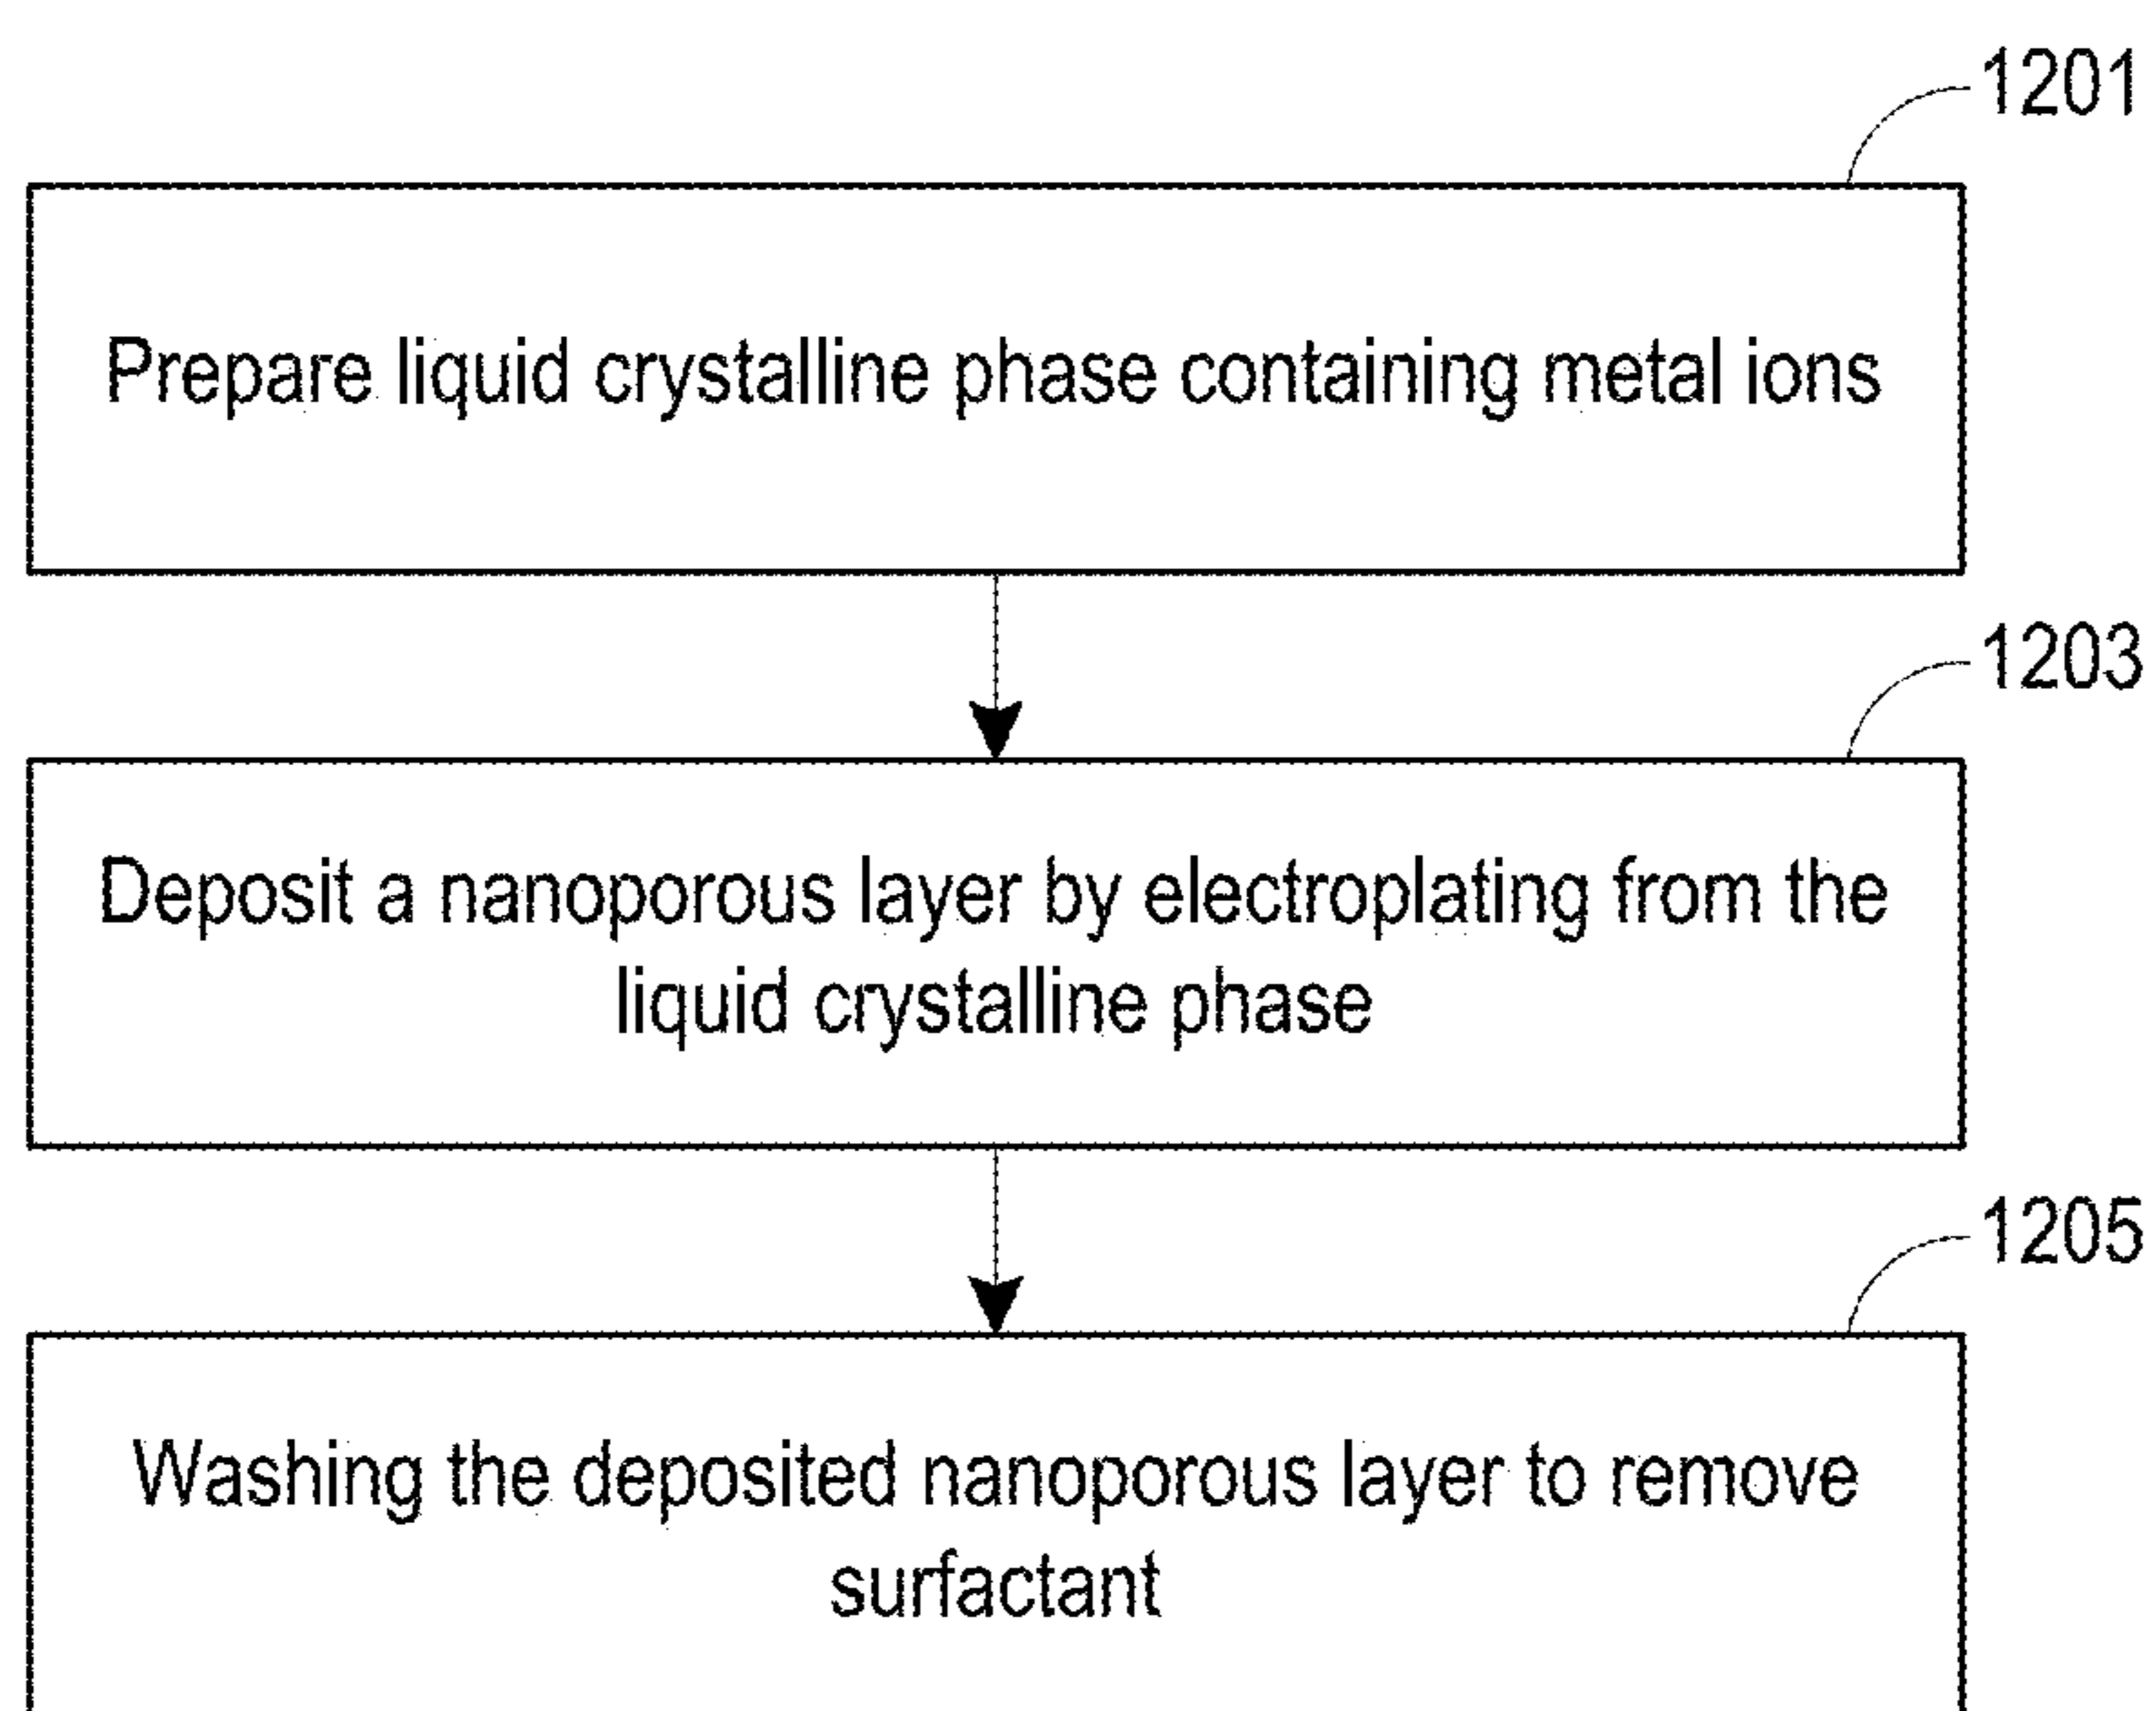 1201
Prepare liquid crystalline phase containing metal ions
1203
Deposit a nanoporous layer by electroplating from the
liquid crystalline phase
1205
Washing the deposited nanoporous layer to remove
surfactant